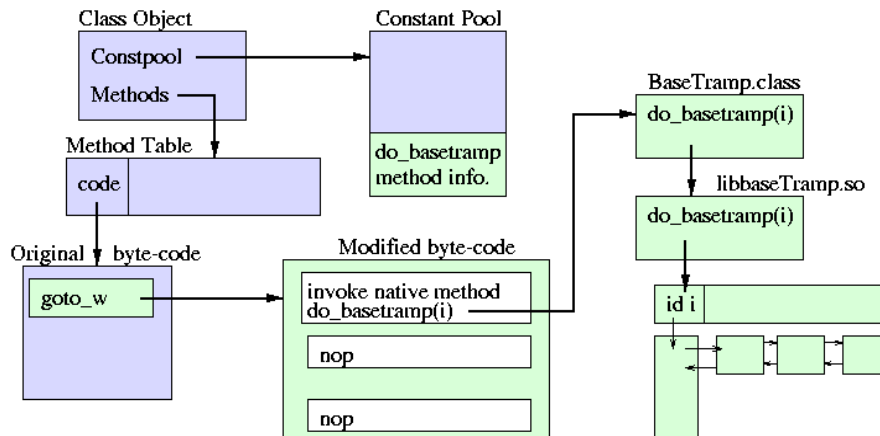 Class Object
Constpool
Methods
Constant Pool
do_basetramp
method info.
Method Table
code
Original byte-code
goto_w
Modified byte-code
invoke native method
do_basetramp(i)
nop
nop
BaseTramp.class
do_basetramp(i)
libbaseTramp.so
do_basetramp(i)
id i